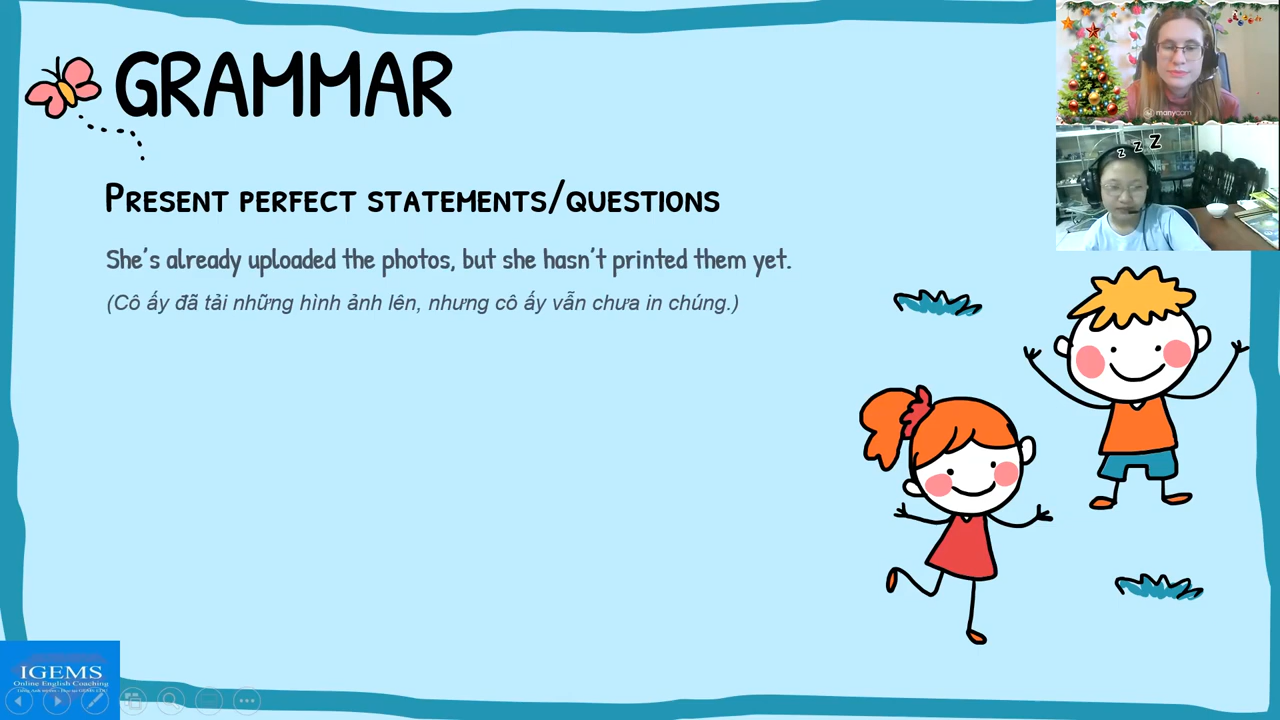 GRAMMAR
PRESENT PERFECT STATEMENTS/QUESTIONS
She's already uploaded the photos, but she hasn't printed them yet.
(Cô ấy đã tải những hình ảnh lên, nhưng cô ấy vẫn chưa in chúng.)
manycam
z z Z
IGEMS
Online English Coaching